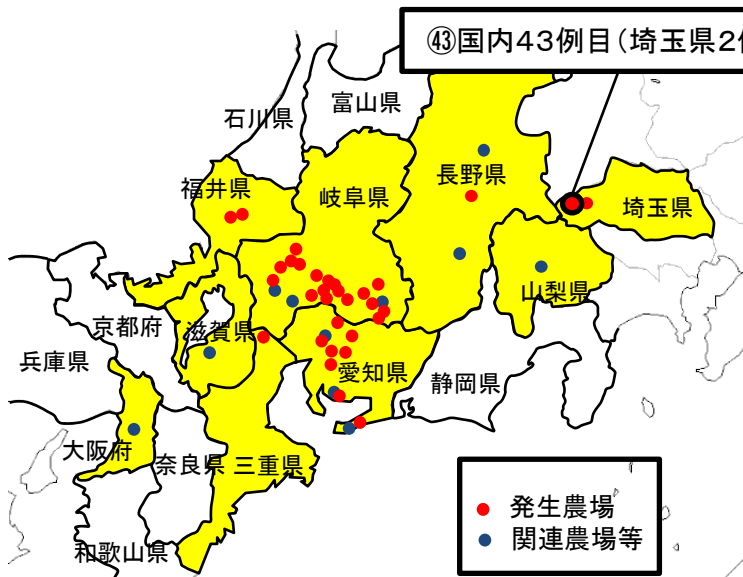 ㊸国内43例目(埼玉県2
富山県
石川県
長野県
福井県
岐阜県
埼玉県
山梨県
京都府
滋賀県
兵庫県
愛知県
静岡県
大阪府
奈良県
三重県
発生農場
関連農場等
和歌山県